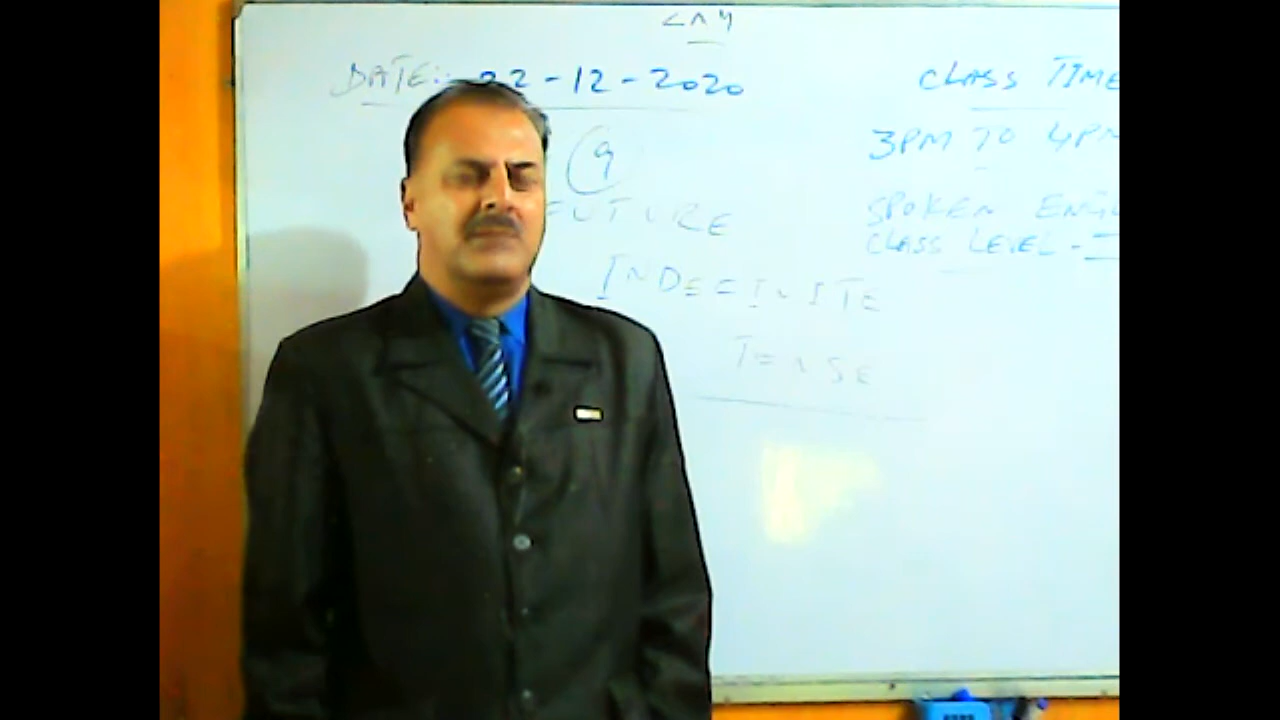 DATE:- 22-12-2020
9
FUTURE
INDEFINITE
TENSE
CLASS TIME
3PM TO 4PM
SPOKEN ENG
CLASS LEVEL - I